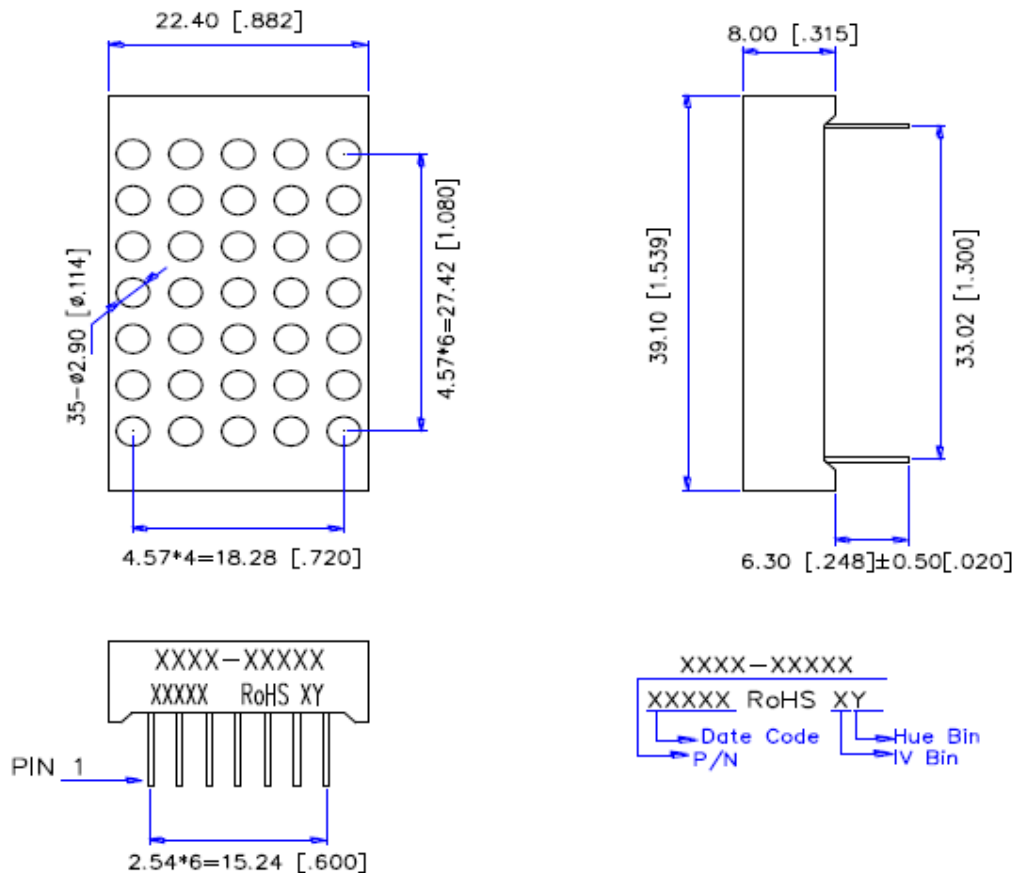 22.40 [.882]
8.00 [.315]
35-ø2.90 [ø.114]
4.57*6=27.42 [1.080]
39.10 [1.539]
33.02 [1.300]
4.57*4=18.28 [.720]
6.30 [.248]±0.50[.020]
XXXX-XXXXX
XXXXX RoHS XY
PIN 1
2.54*6=15.24 [.600]
XXXX-XXXXX
XXXXX RoHS XY
Date Code
Hue Bin
P/N
IV Bin